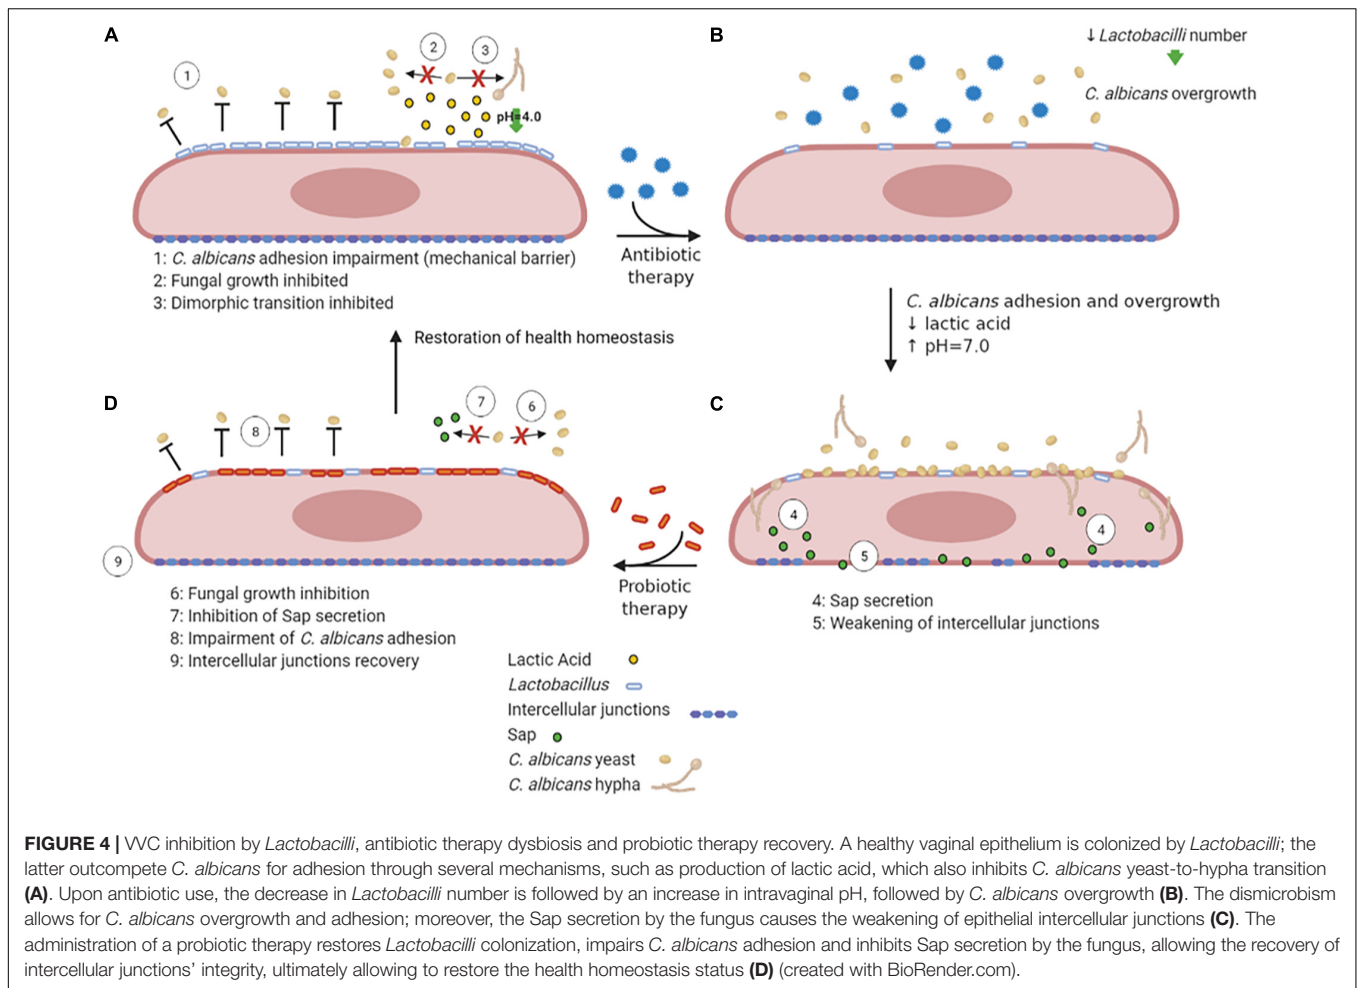 A
2
3
1
pH=4.0
1: C. albicans adhesion impairment (mechanical barrier)
2: Fungal growth inhibited
3: Dimorphic transition inhibited
Antibiotic
therapy
B
↓ Lactobacilli number
C. albicans overgrowth
C. albicans adhesion and overgrowth
↓ lactic acid
↑ pH=7.0
Restoration of health homeostasis
C
4
4
5
4: Sap secretion
5: Weakening of intercellular junctions
Probiotic
therapy
D
7
6
8
9
6: Fungal growth inhibition
7: Inhibition of Sap secretion
8: Impairment of C. albicans adhesion
9: Intercellular junctions recovery
Lactic Acid
Lactobacillus
Intercellular junctions
Sap
C. albicans yeast
C. albicans hypha
FIGURE 4 | VVC inhibition by Lactobacilli, antibiotic therapy dysbiosis and probiotic therapy recovery. A healthy vaginal epithelium is colonized by Lactobacilli; the
latter outcompete C. albicans for adhesion through several mechanisms, such as production of lactic acid, which also inhibits C. albicans yeast-to-hypha transition
(A). Upon antibiotic use, the decrease in Lactobacilli number is followed by an increase in intravaginal pH, followed by C. albicans overgrowth (B). The dismicrobism
allows for C. albicans overgrowth and adhesion; moreover, the Sap secretion by the fungus causes the weakening of epithelial intercellular junctions (C). The
administration of a probiotic therapy restores Lactobacilli colonization, impairs C. albicans adhesion and inhibits Sap secretion by the fungus, allowing the recovery of
intercellular junctions' integrity, ultimately allowing to restore the health homeostasis status (D) (created with BioRender.com).